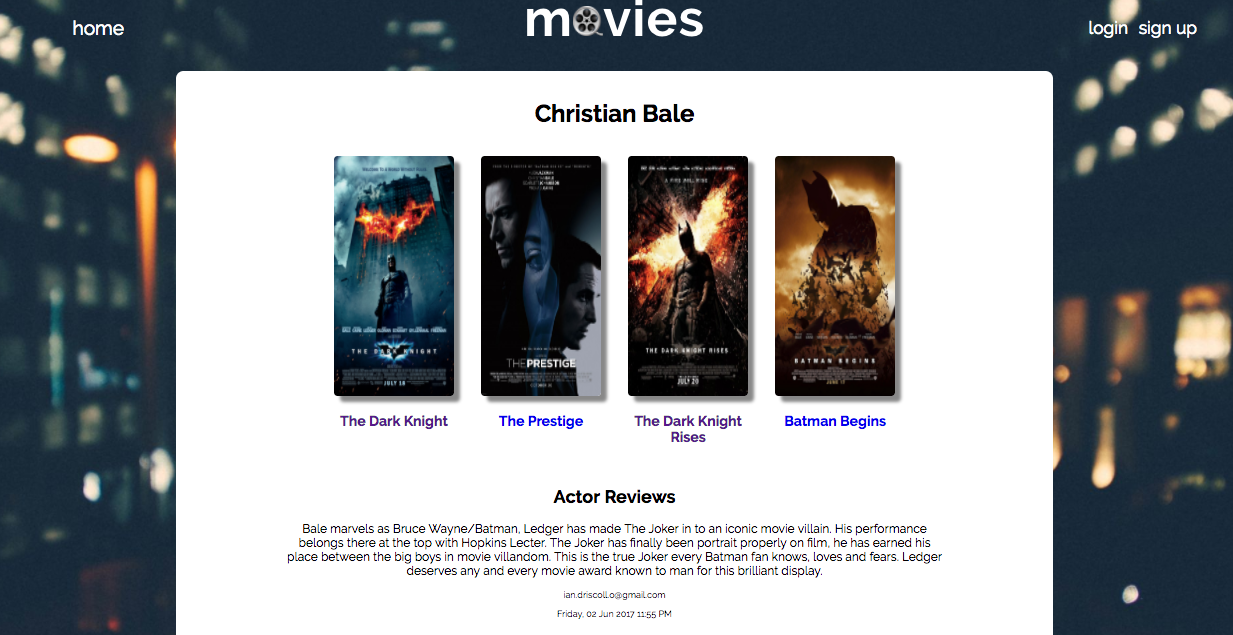 home
movies
login sign up
Christian Bale
THE DARK KNIGHT
JULY 18
THE PRESTIGE
A FIRE WILL RISE
THE DARK KNIGHT RISES
JULY 20
BATMAN BEGINS
The Dark Knight
The Prestige
The Dark Knight
Rises
Batman Begins
Actor Reviews
Bale marvels as Bruce Wayne/Batman, Ledger has made The Joker in to an iconic movie villain. His performance
belongs there at the top with Hopkins Lecter. The Joker has finally been portrait properly on film, he has earned his
place between the big boys in movie villandom. This is the true Joker every Batman fan knows, loves and fears. Ledger
deserves any and every movie award known to man for this brilliant display.
ian.driscoll.o@gmail.com
Friday, 02 Jun 2017 11:55 PM